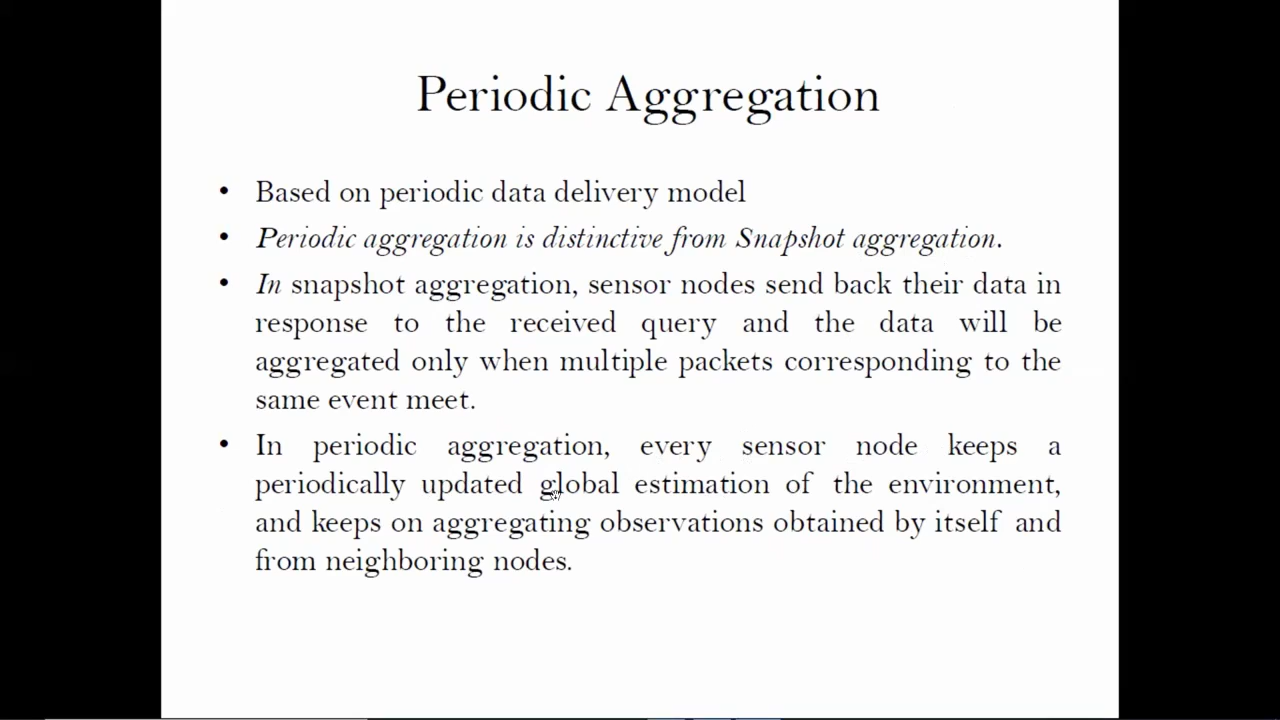 Periodic Aggregation
• Based on periodic data delivery model
• Periodic aggregation is distinctive from Snapshot aggregation.
• In snapshot aggregation, sensor nodes send back their data in
response to the received query and the data will be
aggregated only when multiple packets corresponding to the
same event meet.
• In periodic aggregation, every sensor node keeps a
periodically updated global estimation of the environment,
and keeps on aggregating observations obtained by itself and
from neighboring nodes.